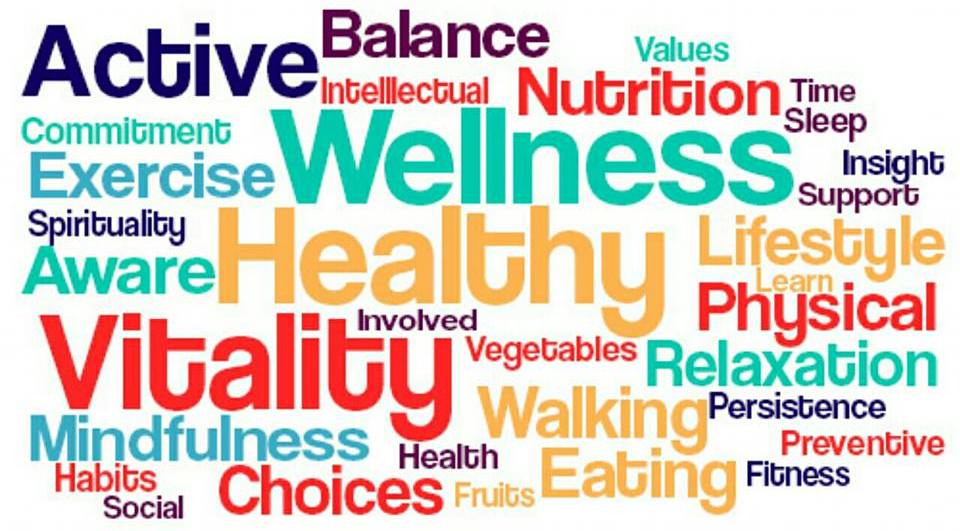 Active
Balance
Values
Intelllectual
Nutrition
Time
Commitment
Wellness
Sleep
Exercise
Insight
Support
Spirituality
Healthy
Lifestyle
Aware
Learn
Physical
Vitality
Involved
Vegetables
Relaxation
Mindfulness
Walking
Persistence
Preventive
Health
Habits
Choices
Fruits
Eating
Fitness
Social